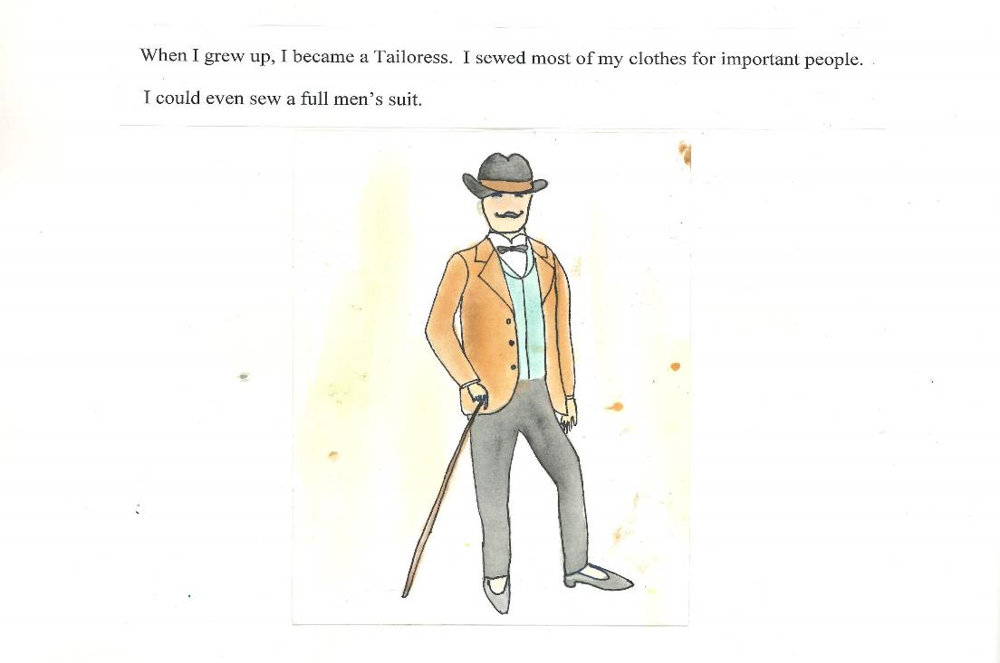 When I grew up, I became a Tailoress.  I sewed most of my clothes for important people.
I could even sew a full men’s suit.